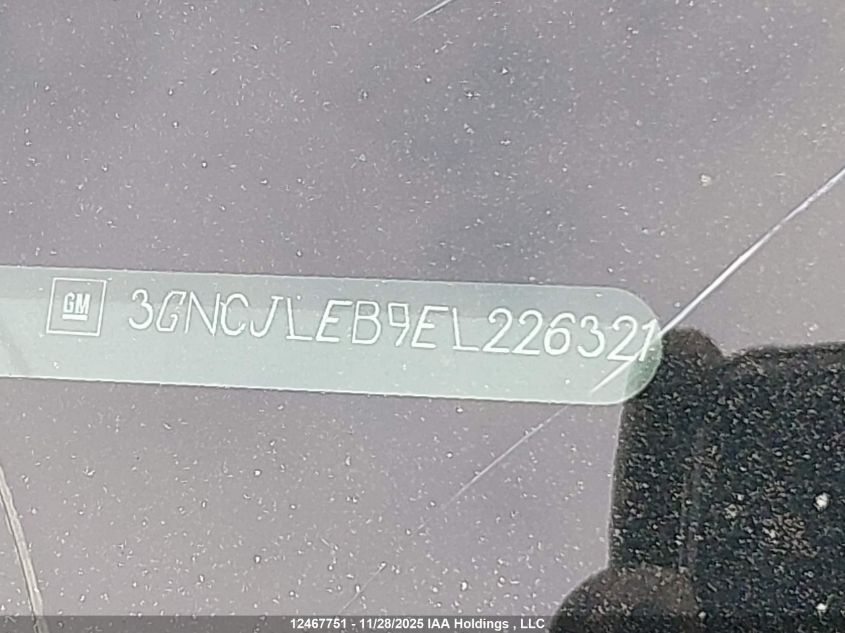 GM 3GNCJLEB9EL226321
12467751 - 11/28/2025 IAA Holdings , LLC